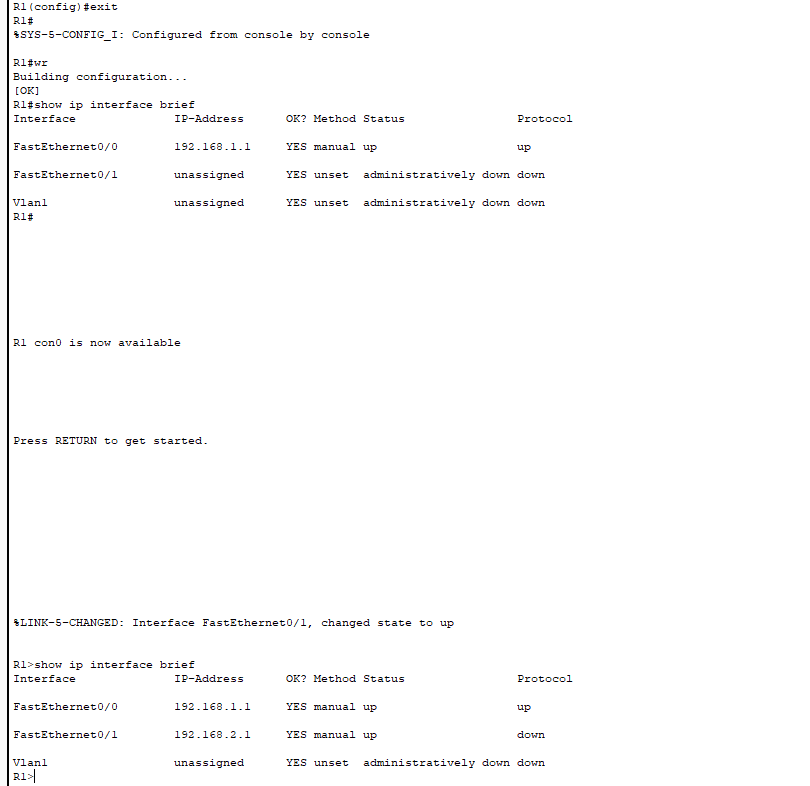 R1(config)#exit
R1#
%SYS-5-CONFIG_I: Configured from console by console
R1#wr
Building configuration...
[OK]
R1#show ip interface brief
Interface              IP-Address      OK? Method Status                Protocol
FastEthernet0/0        192.168.1.1     YES manual up                    up
FastEthernet0/1        unassigned      YES unset  administratively down down
Vlan1                  unassigned      YES unset  administratively down down
R1#
R1 con0 is now available
Press RETURN to get started.
%LINK-5-CHANGED: Interface FastEthernet0/1, changed state to up
R1>show ip interface brief
Interface              IP-Address      OK? Method Status                Protocol
FastEthernet0/0        192.168.1.1     YES manual up                    up
FastEthernet0/1        192.168.2.1     YES manual up                    down
Vlan1                  unassigned      YES unset  administratively down down
R1>